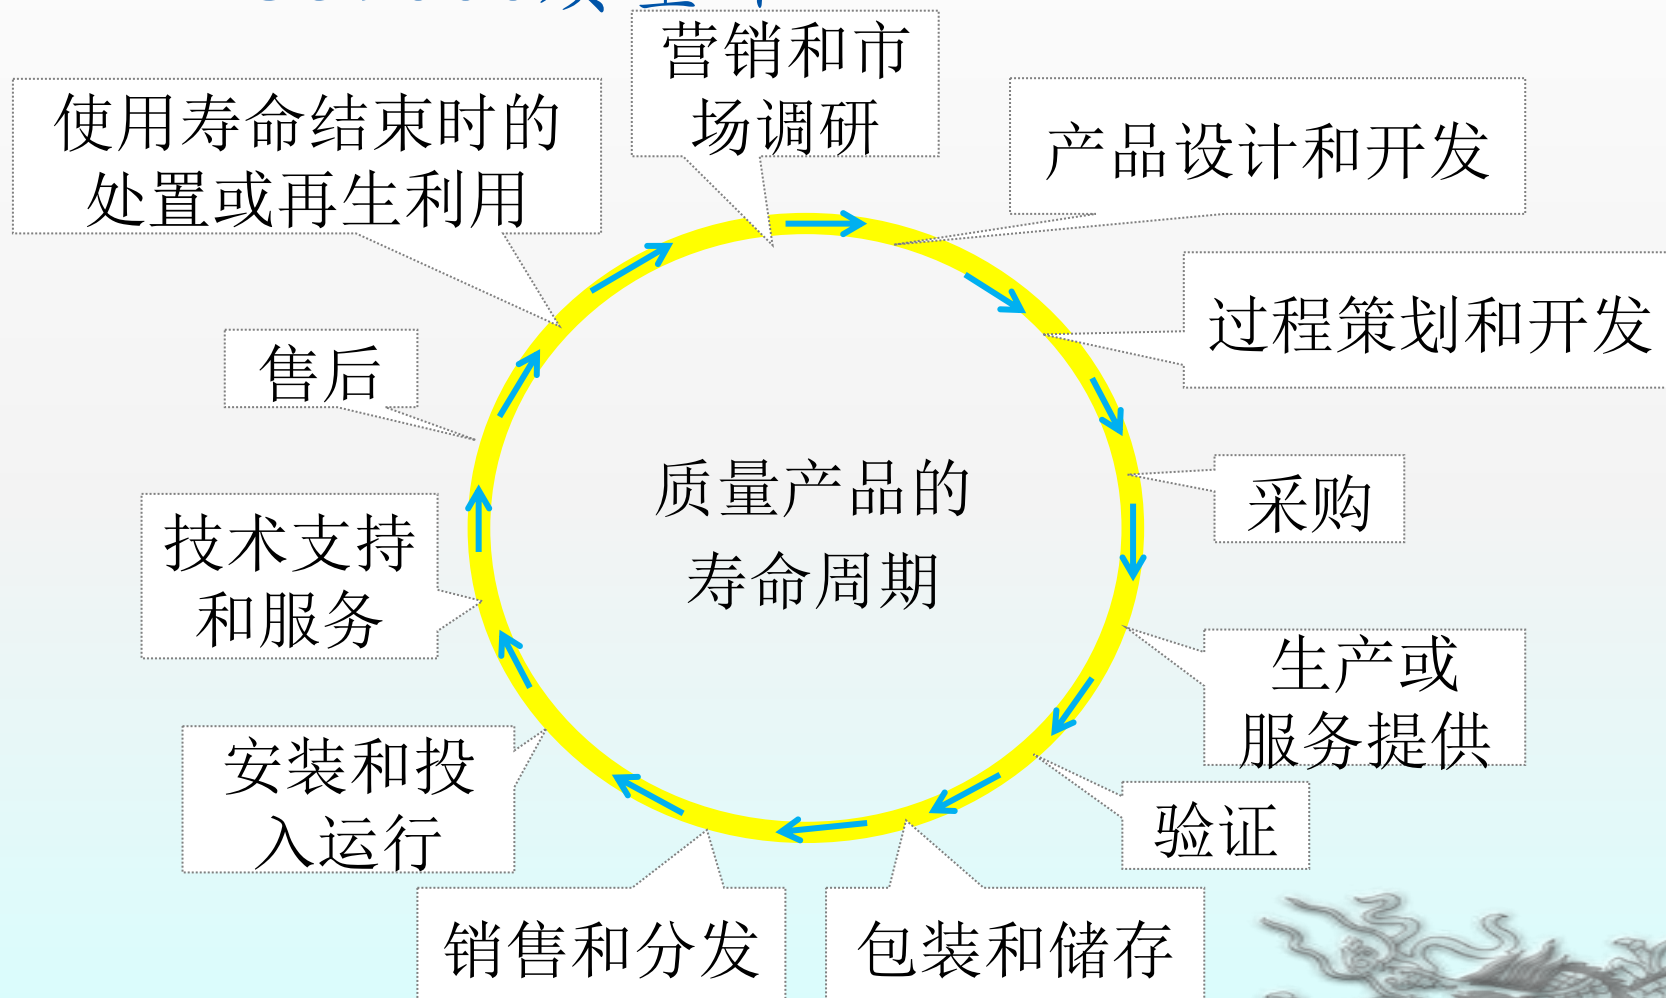 营销和市
场调研
产品设计和开发
过程策划和开发
采购
生产或
服务提供
验证
包装和储存
销售和分发
安装和投
入运行
技术支持
和服务
售后
使用寿命结束时的
处置或再生利用
质量产品的
寿命周期